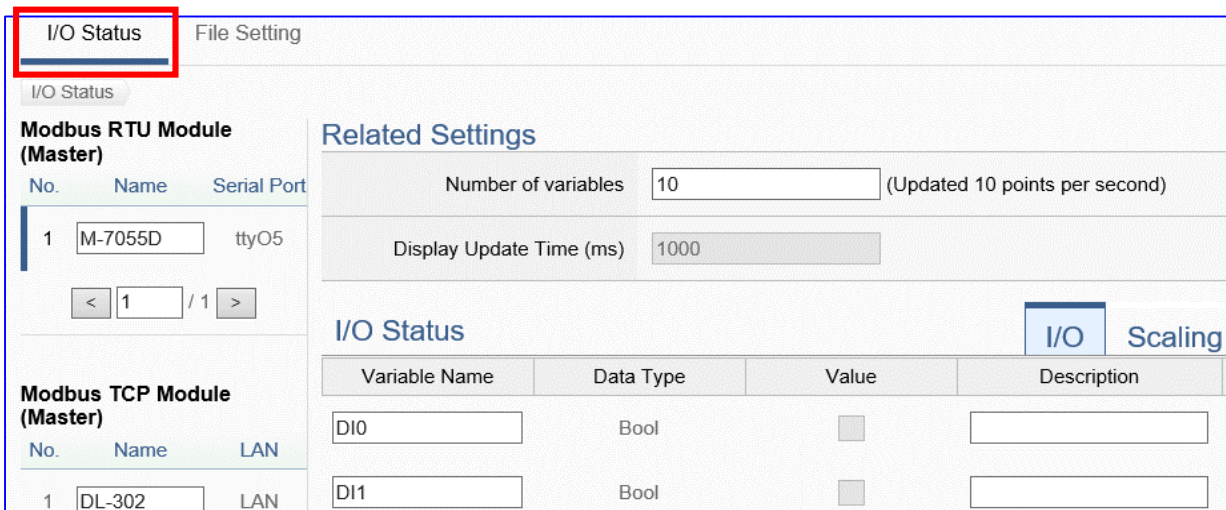 I/O Status File Setting
I/O Status
Modbus RTU Module
(Master)
No. Name Serial Port
1 M-7055D ttyO5
< 1 / 1 >
Modbus TCP Module
(Master)
No. Name LAN
1 DL-302 LAN
Related Settings
Number of variables 10 (Updated 10 points per second)
Display Update Time (ms) 1000
I/O Status I/O Scaling
Variable Name Data Type Value Description
DI0 Bool
DI1 Bool